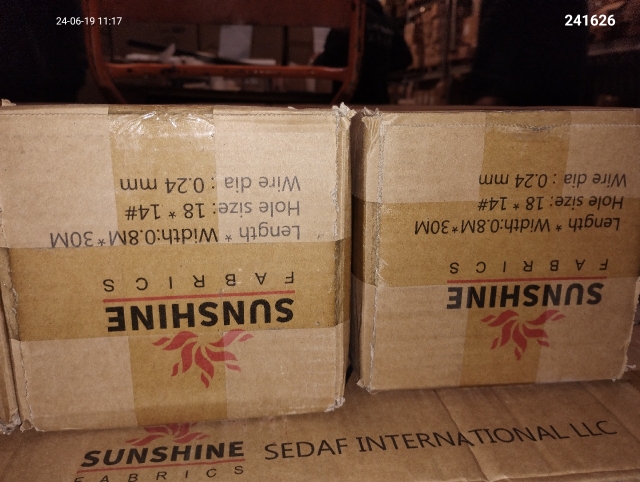 24-06-19 11:17
241626
SUNSHINE
FABRICS
Length * Width:0.8M*30M
Hole size: 18 * 14#
Wire dia : 0.24 mm
SUNSHINE
FABRICS
Length * Width:0.8M*30M
Hole size: 18 * 14#
Wire dia : 0.24 mm
SUNSHINE
FABRICS
SEDAF INTERNATIONAL LLC